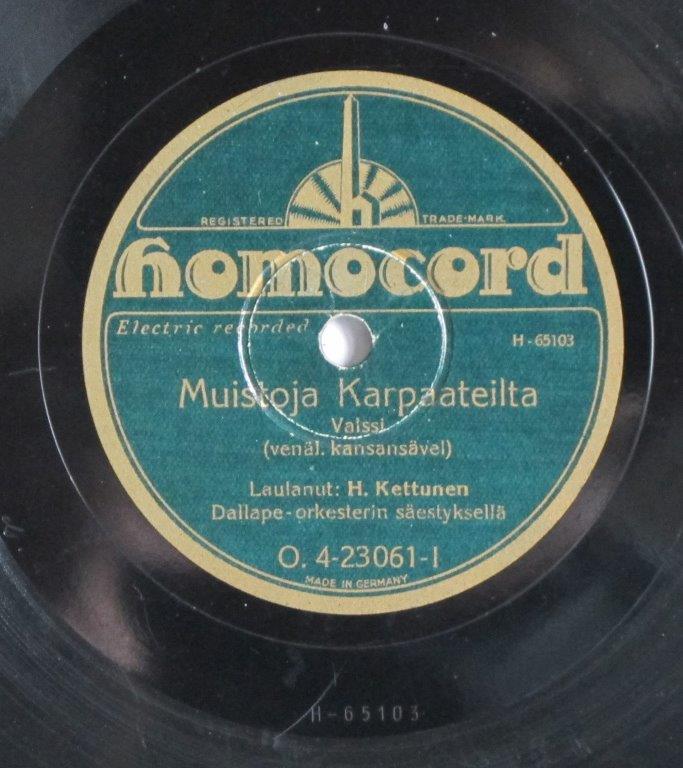 REGISTERED TRADE-MARK
homocord
Electric recorded
H-65103
Muistoja Karpaateilta
Valssi
(venäl. kansansävel)
Laulanut: H. Kettunen
Dallape-orkesterin säestyksellä
O. 4-23061-I
MADE IN GERMANY
H-65103